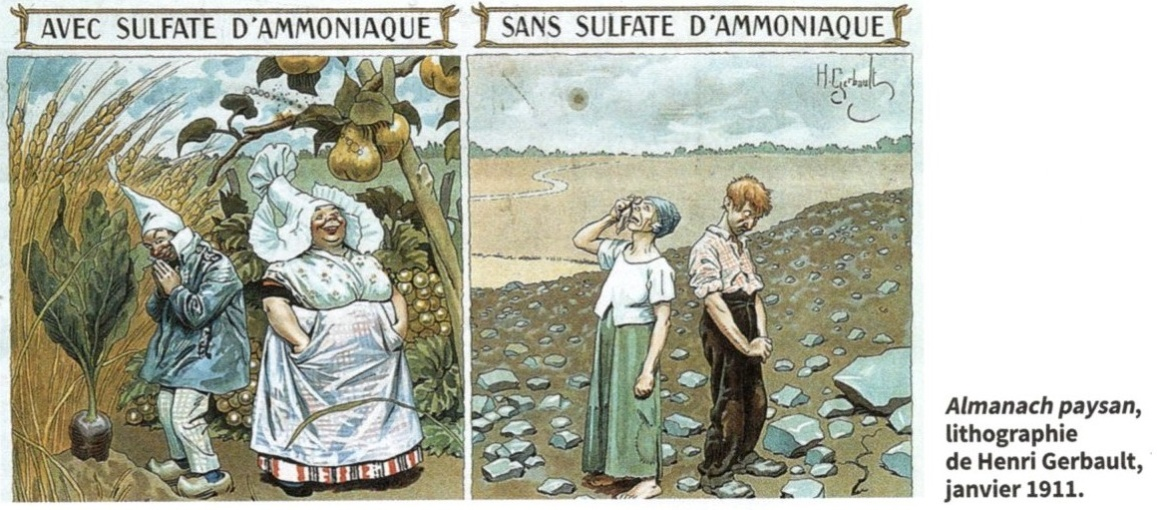 AVEC SULFATE D'AMMONIAQUE
SANS SULFATE D'AMMONIAQUE
H. Gerbault
Almanach paysan,
lithographie
de Henri Gerbault,
janvier 1911.